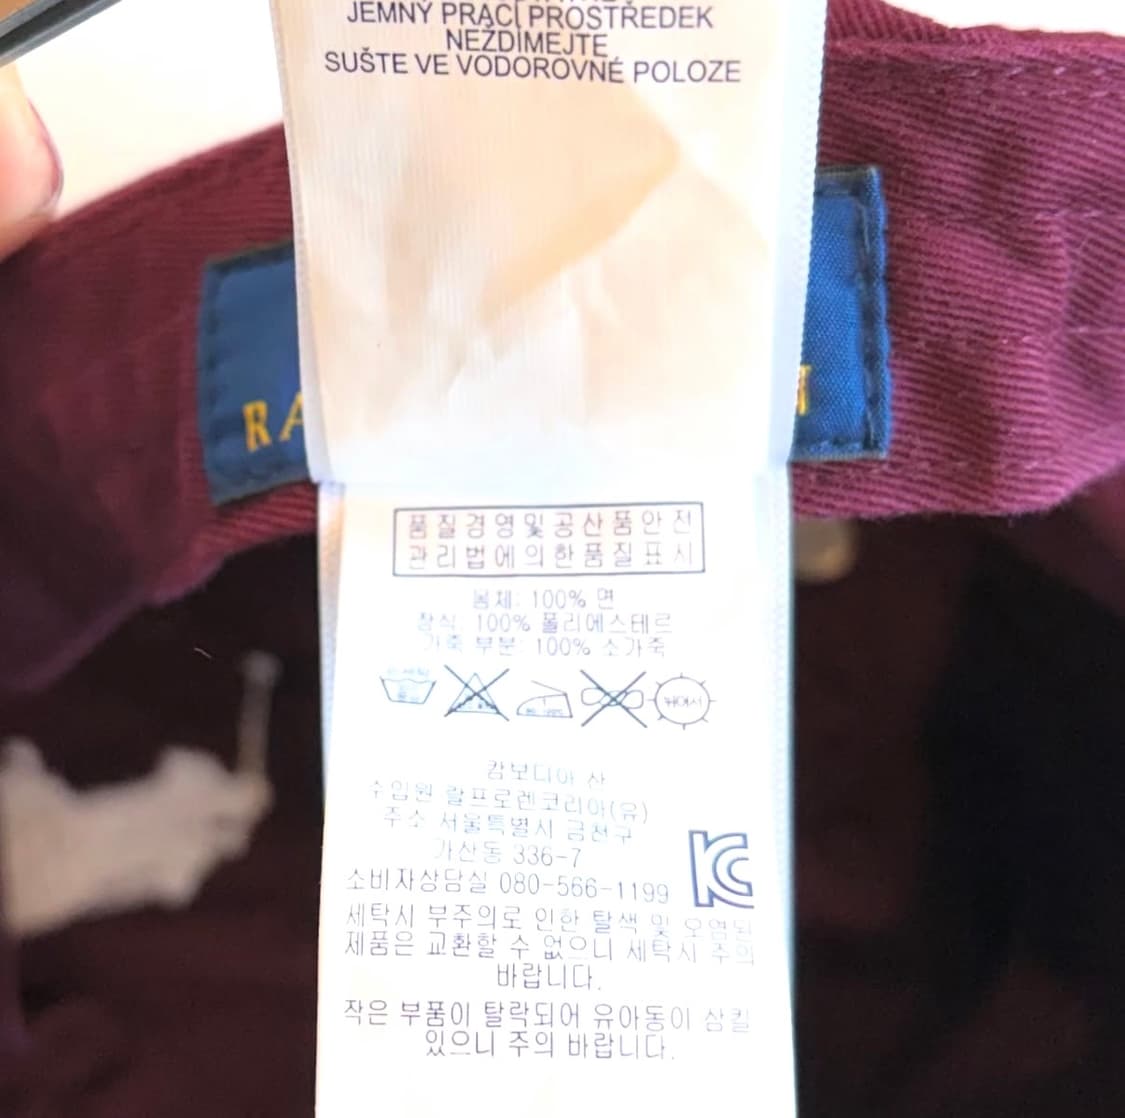 JEMNÝ PRACÍ PROSTŘEDEK
NEŽDÍMEJTE
SUŠTE VE VODOROVNÉ POLOZE
RA
품질경영및공산품안전
관리법에의한품질표시
몸체: 100% 면
장식: 100% 폴리에스테르
가죽 부분: 100% 소가죽
뉘어서
캄보디아 산
수입원 랄프로렌코리아(유)
주소 서울특별시 금천구
가산동 336-7
소비자상담실 080-566-1199
세탁시 부주의로 인한 탈색 및 오염된
제품은 교환할 수 없으니 세탁시 주의
바랍니다.
작은 부품이 탈락되어 유아동이 삼킬
있으니 주의 바랍니다.